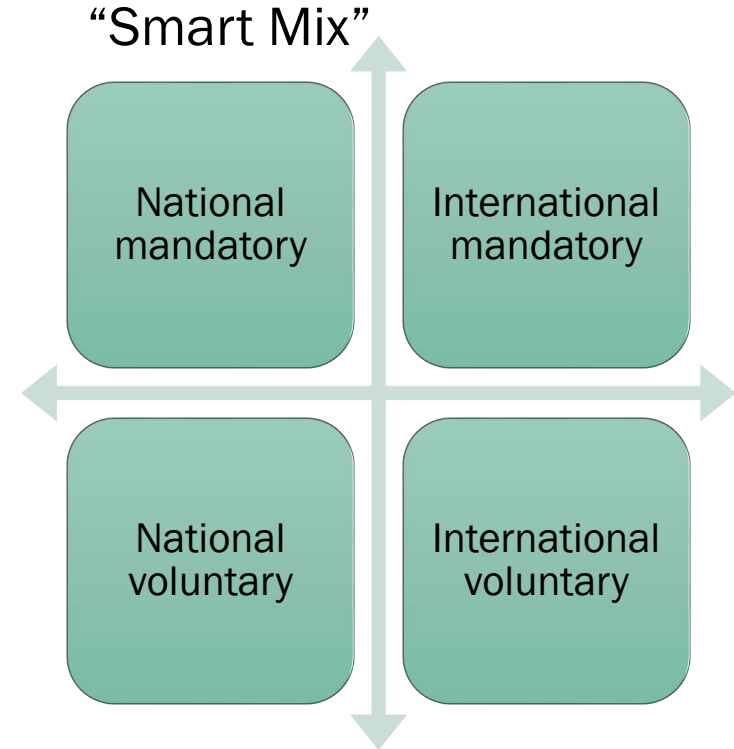 “Smart Mix”
National
mandatory
International
mandatory
National
voluntary
International
voluntary